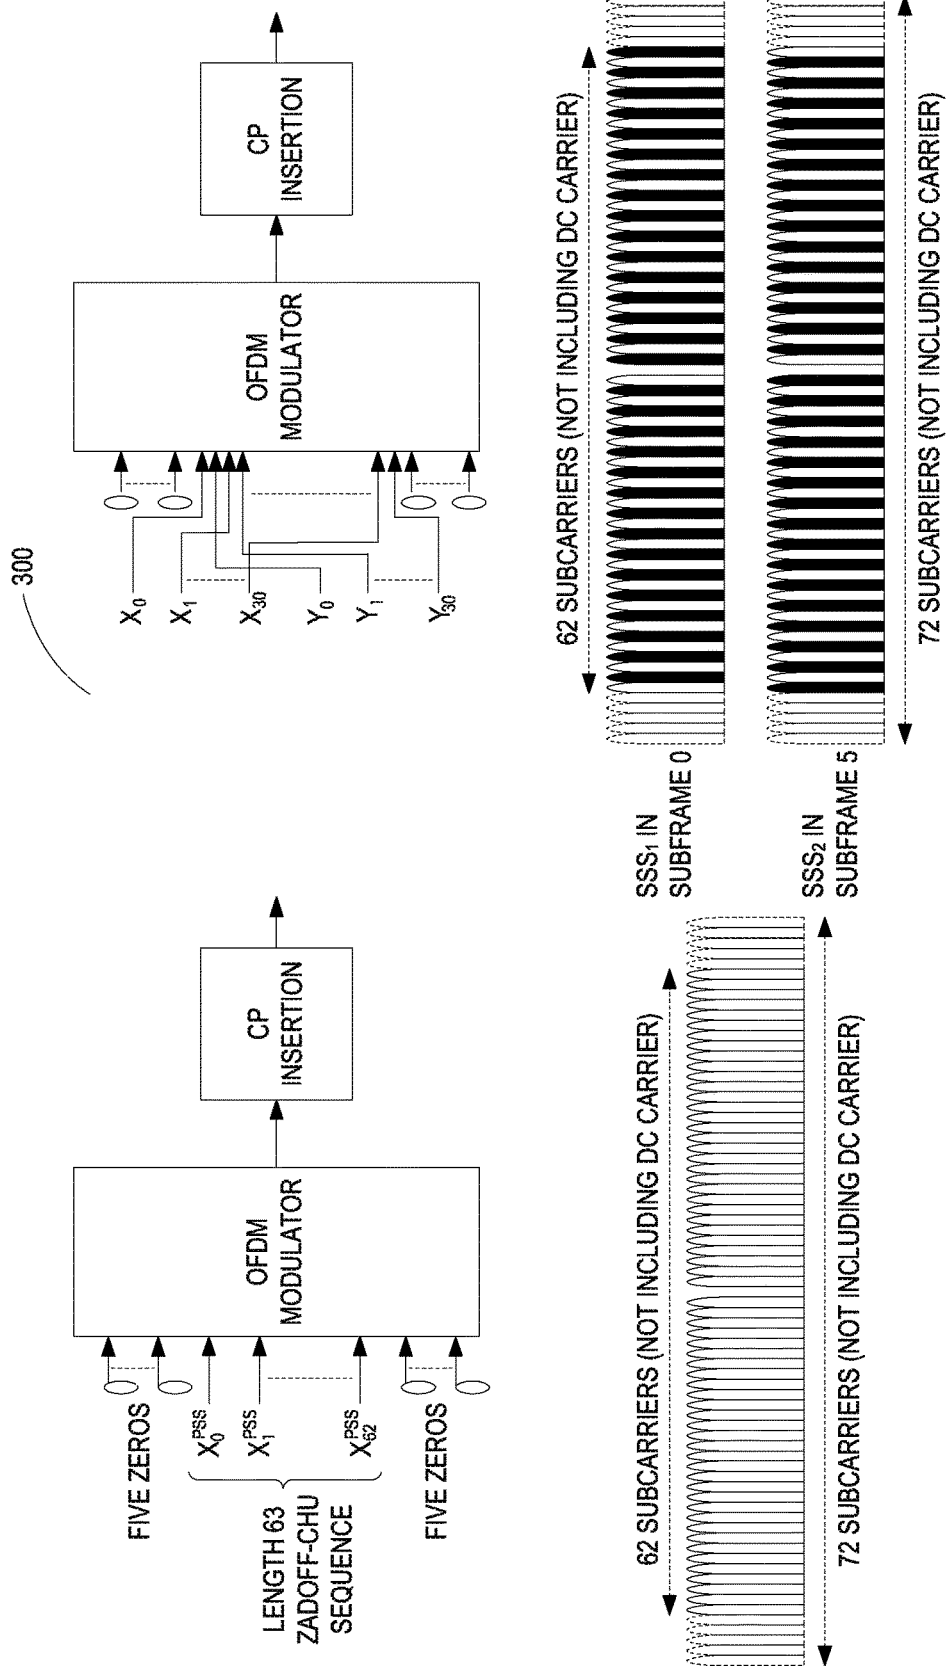 300
FIVE ZEROS
X₀ᴾˢˢ
X₁ᴾˢˢ
X₆₂ᴾˢˢ
LENGTH 63
ZADOFF-CHU
SEQUENCE
FIVE ZEROS
OFDM
MODULATOR
CP
INSERTION
62 SUBCARRIERS (NOT INCLUDING DC CARRIER)
72 SUBCARRIERS (NOT INCLUDING DC CARRIER)
X₀
X₁
X₃₀
Y₀
Y₁
Y₃₀
OFDM
MODULATOR
CP
INSERTION
62 SUBCARRIERS (NOT INCLUDING DC CARRIER)
SSS₁ IN
SUBFRAME 0
SSS₂ IN
SUBFRAME 5
72 SUBCARRIERS (NOT INCLUDING DC CARRIER)